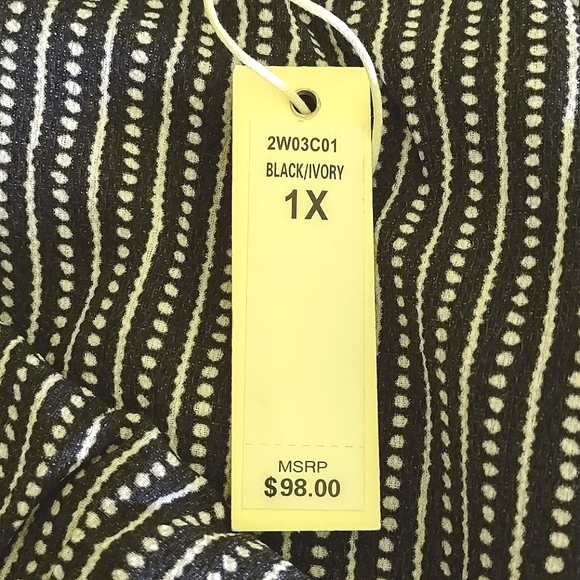 2W03C01
BLACK/IVORY
1X
MSRP
$98.00